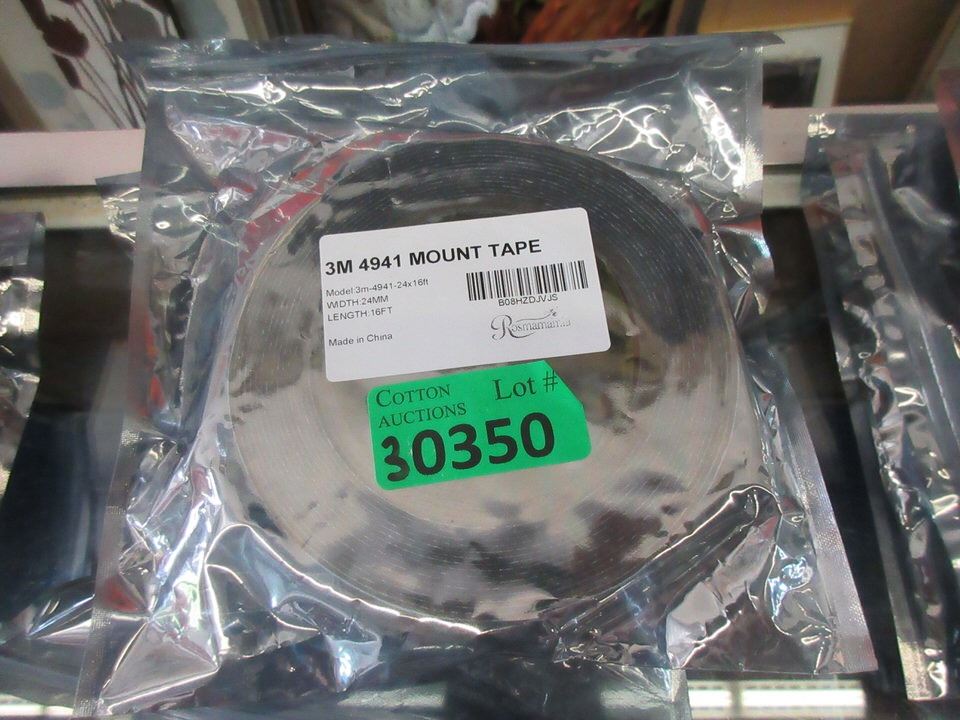 3M 4941 MOUNT TAPE
Model:3m-4941-24x16ft
WIDTH:24MM
LENGTH:16FT
Made in China
B08HZDJVJS
Rosmamania
COTTON AUCTIONS
Lot #
30350